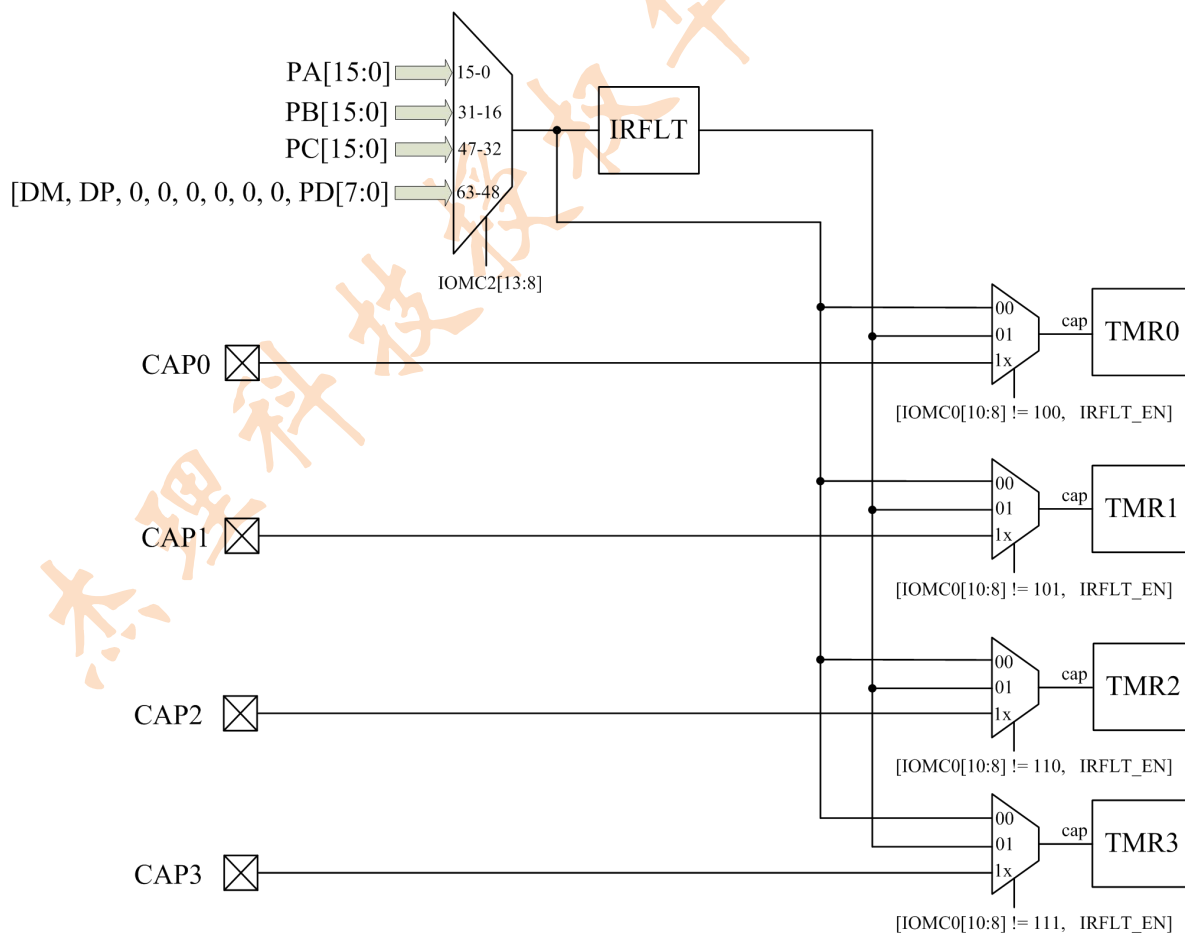 PA[15:0]
15-0
PB[15:0]
31-16
PC[15:0]
47-32
[DM, DP, 0, 0, 0, 0, 0, 0, PD[7:0]
63-48
IOMC2[13:8]
IRFLT
CAP0
00
01
1x
cap
TMR0
[IOMC0[10:8] != 100, IRFLT_EN]
CAP1
00
01
1x
cap
TMR1
[IOMC0[10:8] != 101, IRFLT_EN]
CAP2
00
01
1x
cap
TMR2
[IOMC0[10:8] != 110, IRFLT_EN]
CAP3
00
01
1x
cap
TMR3
[IOMC0[10:8] != 111, IRFLT_EN]
杰理科技授权